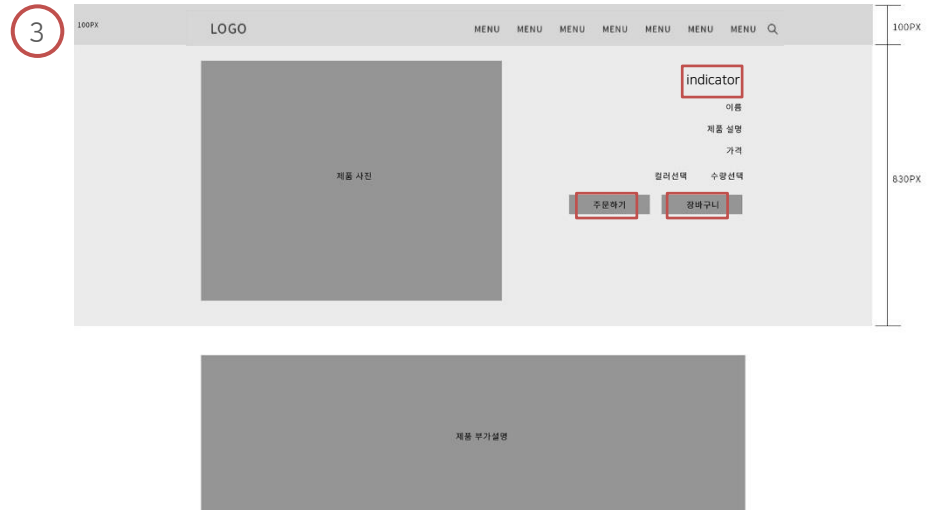 3
100PX
LOGO
MENU MENU MENU MENU MENU MENU MENU
100PX
indicator
이름
제품 설명
가격
제품 사진
컬러선택 수량선택
830PX
주문하기 장바구니
제품 부가설명